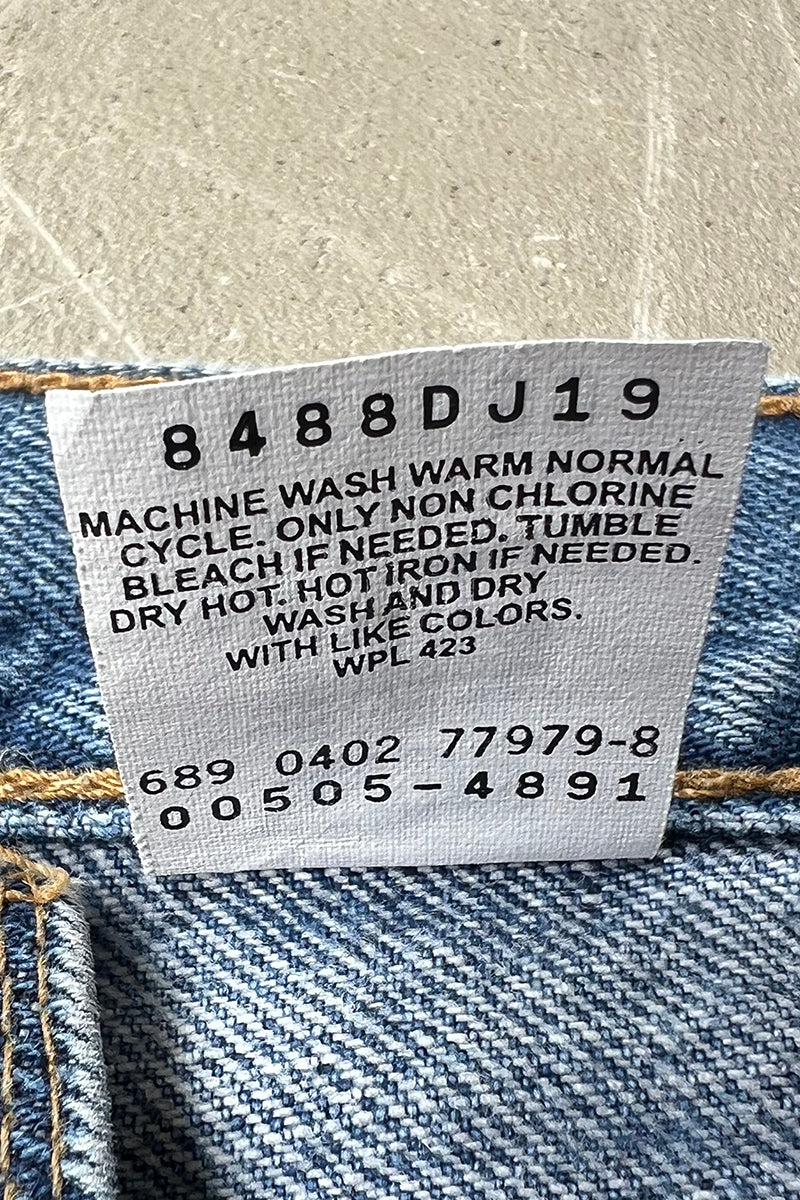 8488DJ19
MACHINE WASH WARM NORMAL
CYCLE. ONLY NON CHLORINE
BLEACH IF NEEDED. TUMBLE
DRY HOT. HOT IRON IF NEEDED.
WASH AND DRY
WITH LIKE COLORS.
WPL 423
689 0402 77979-8
00505-4891